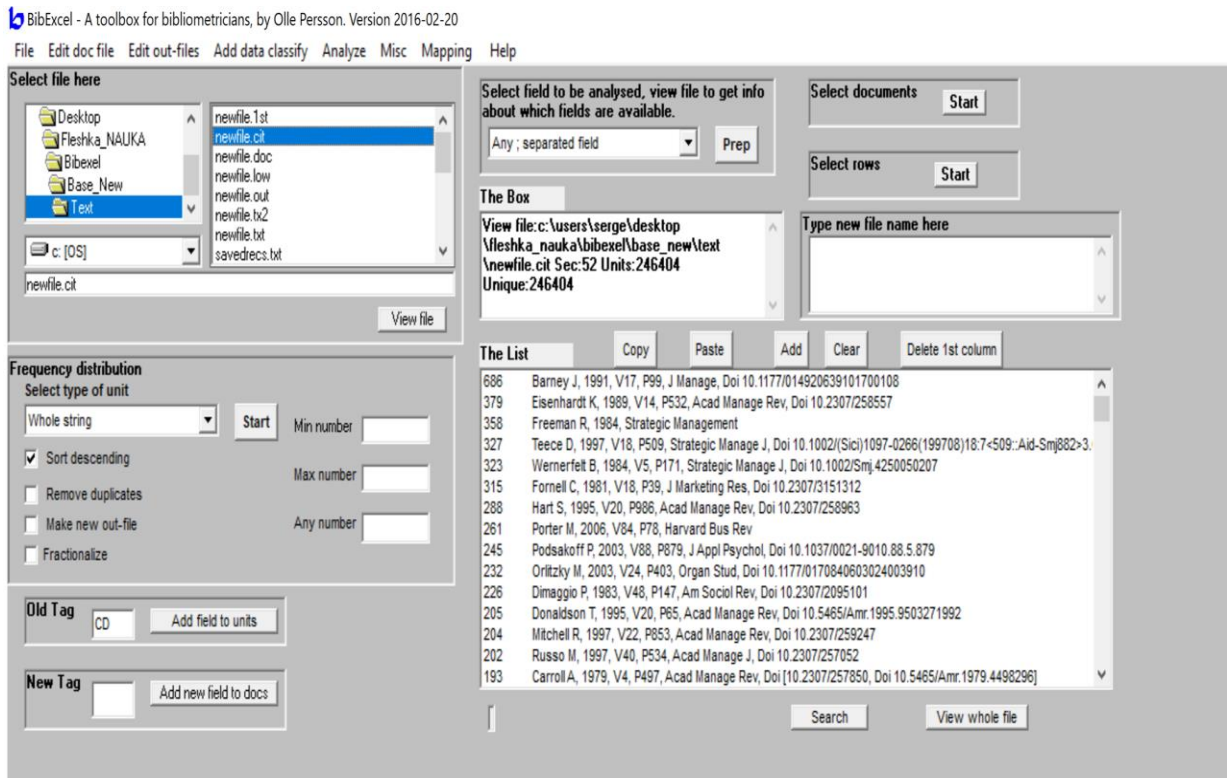 BibExcel - A toolbox for bibliometricians, by Olle Persson. Version 2016-02-20
File Edit doc file Edit out-files Add data classify Analyze Misc Mapping Help
Select file here
Desktop
Fleshka_NAUKA
Bibexel
Base_New
Text
newfile.1st
newfile.cit
newfile.doc
newfile.low
newfile.out
newfile.tx2
newfile.txt
savedrecs.txt
c: [OS]
newfile.cit
View file
Select field to be analysed, view file to get info
about which fields are available.
Any ; separated field
Prep
Select documents
Start
Select rows
Start
The Box
View file:c:\users\serge\desktop
\fleshka_nauka\bibexel\base_new\text
\newfile.cit Sec:52 Units:246404
Unique:246404
Type new file name here
Frequency distribution
Select type of unit
Whole string
Start
Sort descending
Remove duplicates
Make new out-file
Fractionalize
Min number
Max number
Any number
Old Tag
CD
Add field to units
New Tag
Add new field to docs
The List
Copy
Paste
Add
Clear
Delete 1st column
686 Barney J, 1991, V17, P99, J Manage, Doi 10.1177/014920639101700108
379 Eisenhardt K, 1989, V14, P532, Acad Manage Rev, Doi 10.2307/258557
358 Freeman R, 1984, Strategic Management
327 Teece D, 1997, V18, P509, Strategic Manage J, Doi 10.1002/(Sici)1097-0266(199708)18:7<509::Aid-Smj882>3.
323 Wernerfelt B, 1984, V5, P171, Strategic Manage J, Doi 10.1002/Smj.4250050207
315 Fornell C, 1981, V18, P39, J Marketing Res, Doi 10.2307/3151312
288 Hart S, 1995, V20, P986, Acad Manage Rev, Doi 10.2307/258963
261 Porter M, 2006, V84, P78, Harvard Bus Rev
245 Podsakoff P, 2003, V88, P879, J Appl Psychol, Doi 10.1037/0021-9010.88.5.879
232 Orlitzky M, 2003, V24, P403, Organ Stud, Doi 10.1177/0170840603024003910
226 Dimaggio P, 1983, V48, P147, Am Sociol Rev, Doi 10.2307/2095101
205 Donaldson T, 1995, V20, P65, Acad Manage Rev, Doi 10.5465/Amr.1995.9503271992
204 Mitchell R, 1997, V22, P853, Acad Manage Rev, Doi 10.2307/259247
202 Russo M, 1997, V40, P534, Acad Manage J, Doi 10.2307/257052
193 Carroll A, 1979, V4, P497, Acad Manage Rev, Doi [10.2307/257850, Doi 10.5465/Amr.1979.4498296]
Search
View whole file